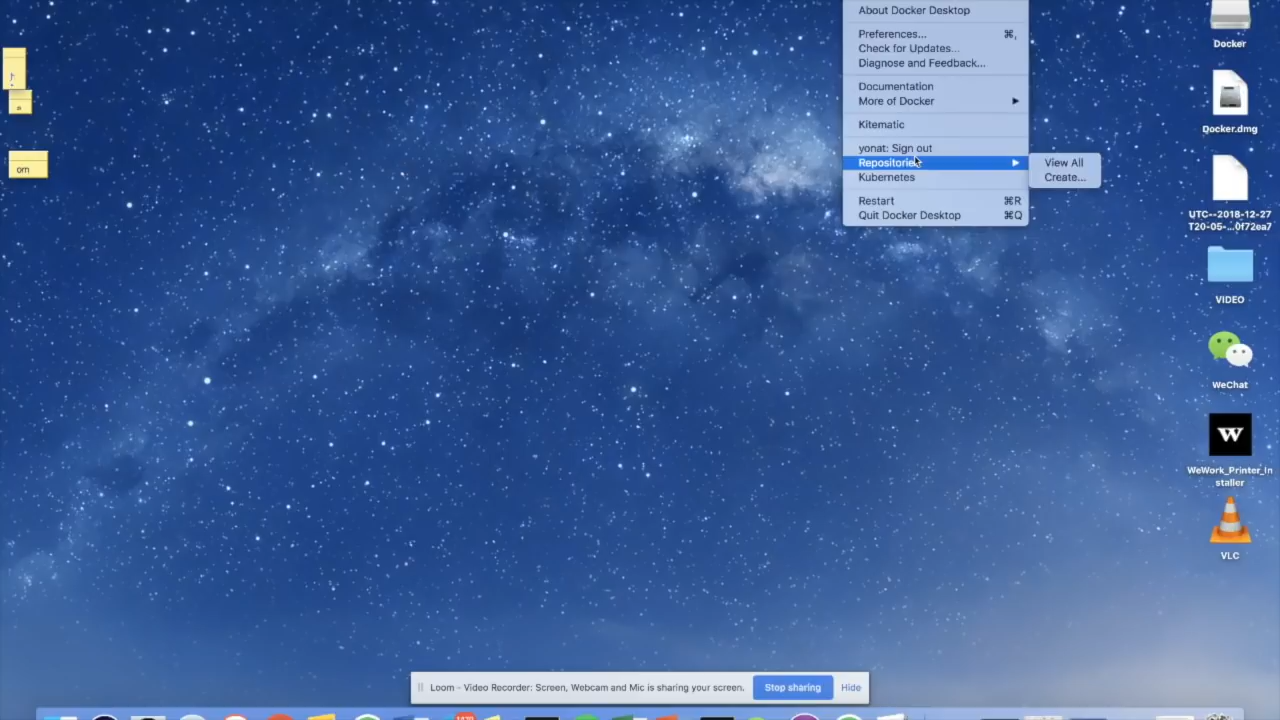 About Docker Desktop
Preferences... ⌘,
Check for Updates...
Diagnose and Feedback...
Documentation
More of Docker
Kitematic
yonat: Sign out
Repositories
View All
Create...
Kubernetes
Restart ⌘R
Quit Docker Desktop ⌘Q
Docker
Docker.dmg
UTC--2018-12-27
T20-05-...0f72ea7
VIDEO
WeChat
W
WeWork_Printer_In
staller
VLC
om
Loom - Video Recorder: Screen, Webcam and Mic is sharing your screen.
Stop sharing
Hide